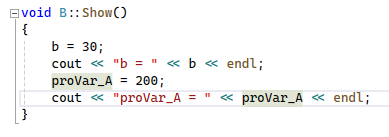 void B::Show()
{
b = 30;
cout << "b = " << b << endl;
proVar_A = 200;
cout << "proVar_A = " << proVar_A << endl;
}